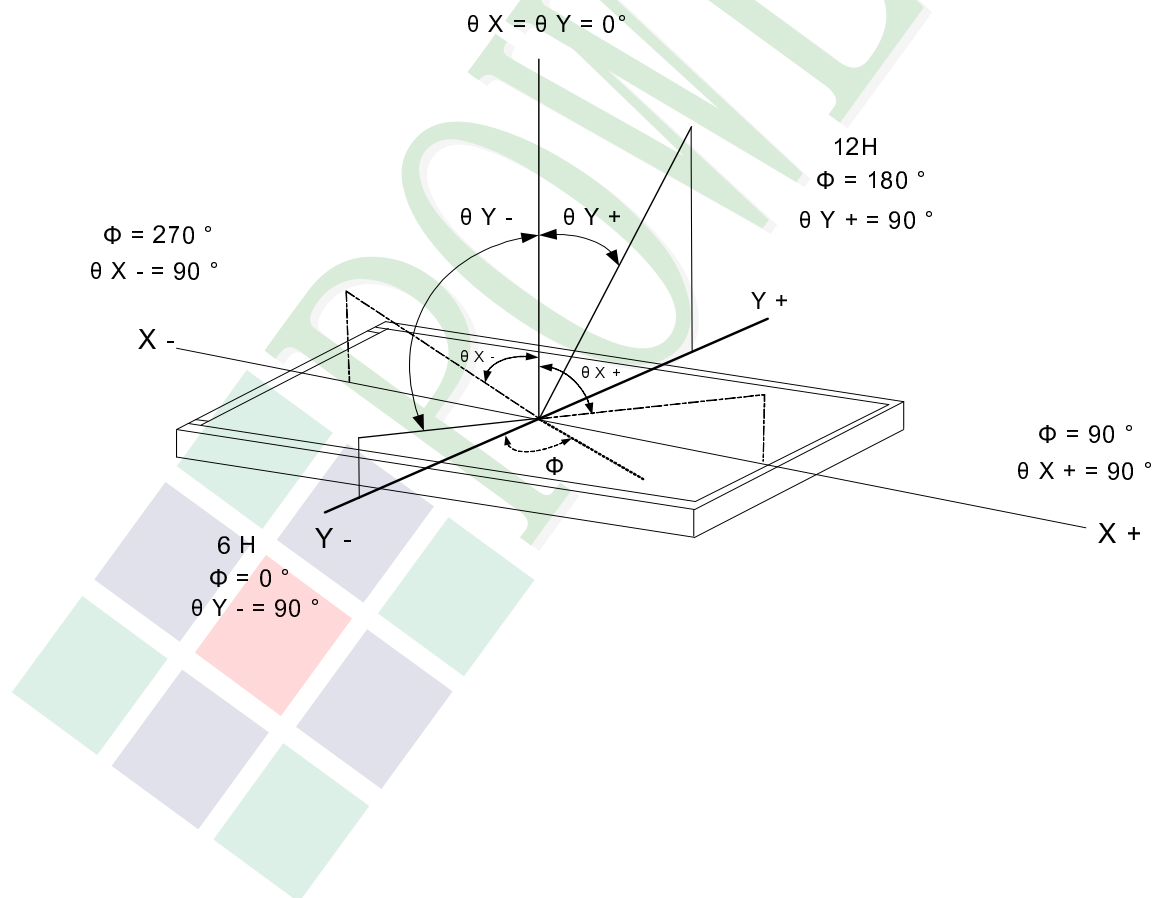 θ X = θ Y = 0°
12H
Φ = 180 °
θ Y + = 90 °
θ Y -
θ Y +
Φ = 270 °
θ X - = 90 °
Y +
X -
θ X -
θ X +
Φ = 90 °
θ X + = 90 °
Φ
Y -
X +
6 H
Φ = 0 °
θ Y - = 90 °